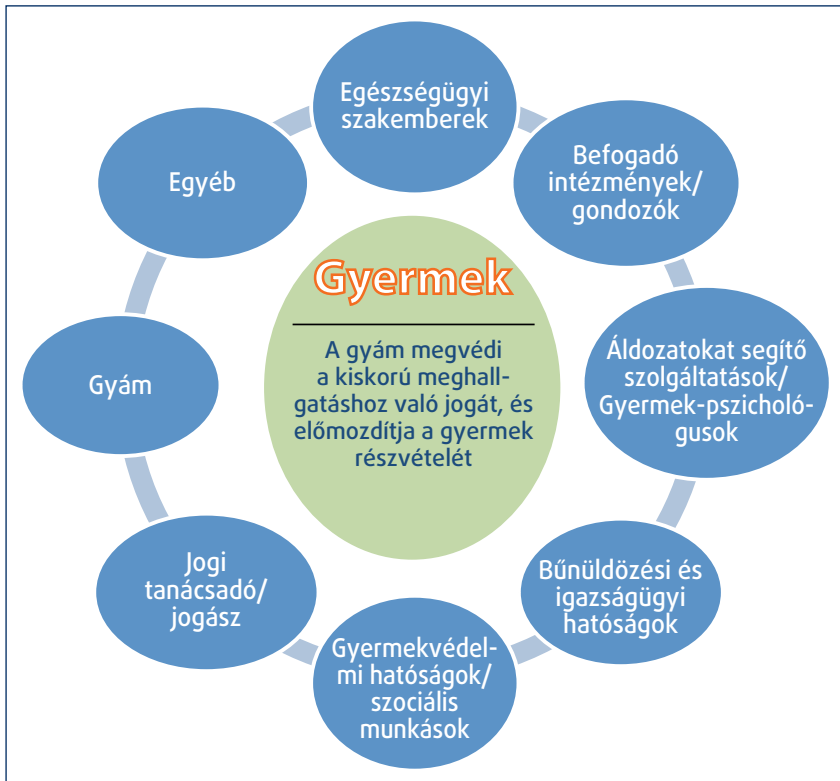 Egészségügyi
szakemberek
Befogadó
intézmények/
gondozók
Áldozatokat segítő
szolgáltatások/
Gyermek-pszicholó-
gusok
Bűnüldözési és
igazságügyi
hatóságok
Gyermekvédel-
mi hatóságok/
szociális
munkások
Jogi
tanácsadó/
jogász
Gyám
Egyéb
Gyermek
A gyám megvédi
a kiskorú meghall-
gatáshoz való jogát, és
előmozdítja a gyermek
részvételét